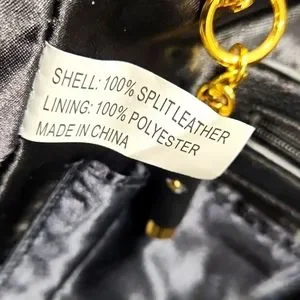 SHELL: 100% SPLIT LEATHER
LINING: 100% POLYESTER
MADE IN CHINA